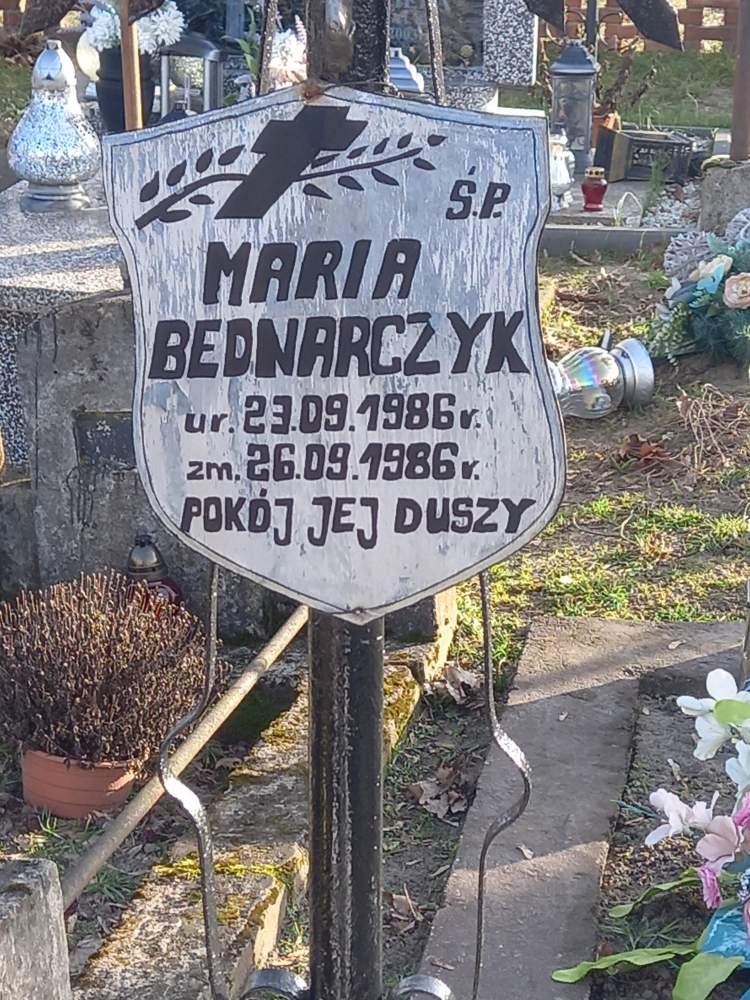 Ś.P.
MARIA
BEDNARCZYK
ur. 23.09.1986 r.
zm. 26.09.1986 r.
POKÓJ JEJ DUSZY